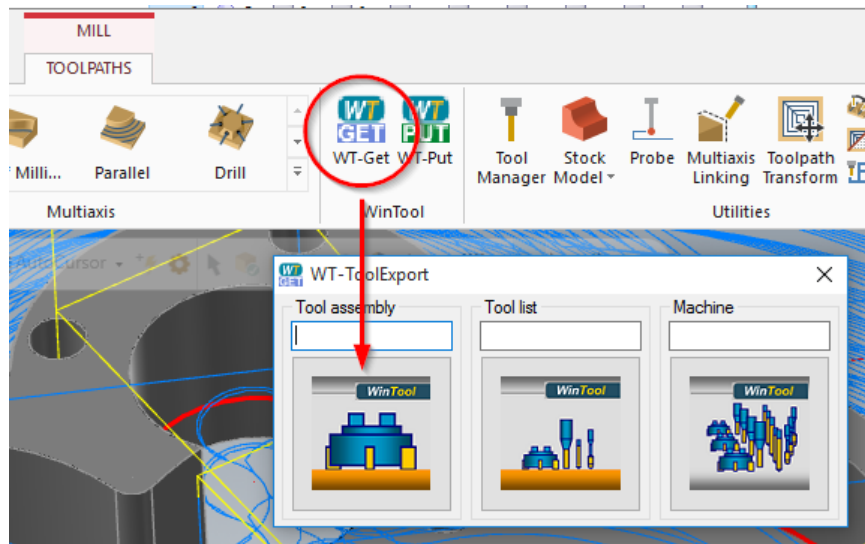 MILL
TOOLPATHS
WT
GET
WT
PUT
Milli... Parallel Drill
WT-Get WT-Put
Tool Manager
Stock Model
Probe
Multiaxis Linking
Toolpath Transform
Multiaxis WinTool Utilities
AutoCursor
WT GET WT-ToolExport
Tool assembly Tool list Machine
WinTool WinTool WinTool